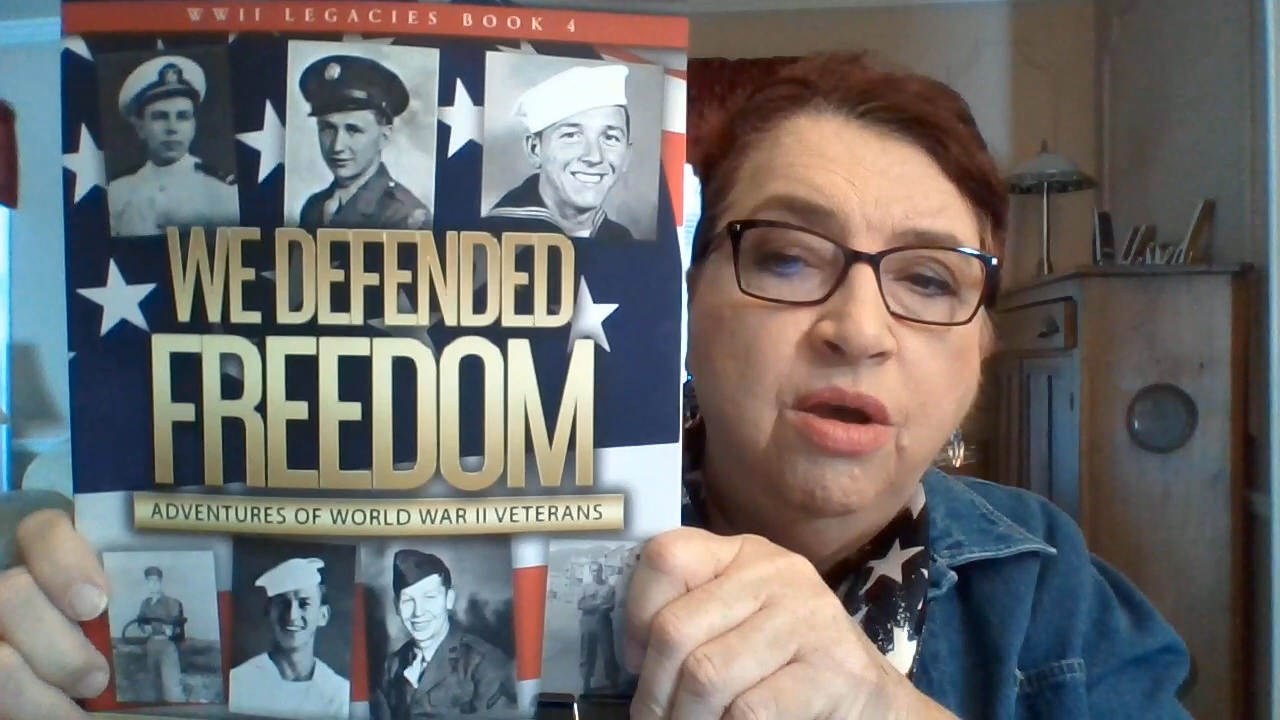 WWII LEGACIES BOOK 4
WE DEFENDED
FREEDOM
ADVENTURES OF WORLD WAR II VETERANS